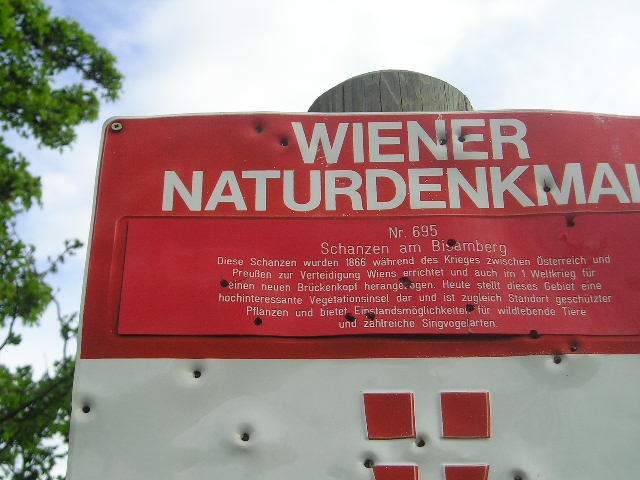 WIENER
NATURDENKMAL
Nr. 695
Schanzen am Bisamberg
Diese Schanzen wurden 1866 während des Krieges zwischen Österreich und
Preußen zur Verteidigung Wiens errichtet und auch im 1. Weltkrieg für
einen neuen Brückenkopf herangezogen. Heute stellt dieses Gebiet eine
hochinteressante Vegetationsinsel dar und ist zugleich Standort geschützter
Pflanzen und bietet Einstandsmöglichkeiten für wildlebende Tiere
und zahlreiche Singvogelarten.